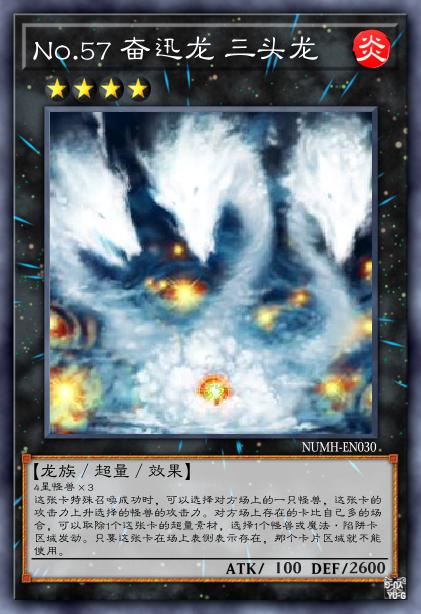 No.57 奋迅龙 三头龙
炎
NUMH-EN030
【龙族／超量／效果】
4星怪兽×3
这张卡特殊召唤成功时，可以选择对方场上的一只怪兽，这张卡的
攻击力上升选择的怪兽的攻击力。对方场上存在的卡比自己多的场
合，可以取除1个这张卡的超量素材，选择1个怪兽或魔法·陷阱卡
区域发动。只要这张卡在场上表侧表示存在，那个卡片区域就不能
使用。
ATK/ 100 DEF/2600